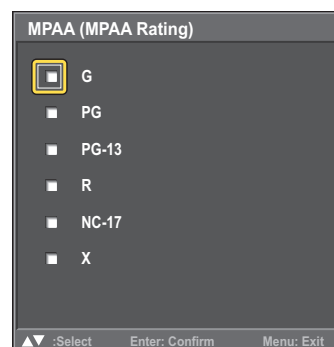 MPAA (MPAA Rating)
G
PG
PG-13
R
NC-17
X
▲▼ :Select Enter: Confirm Menu: Exit